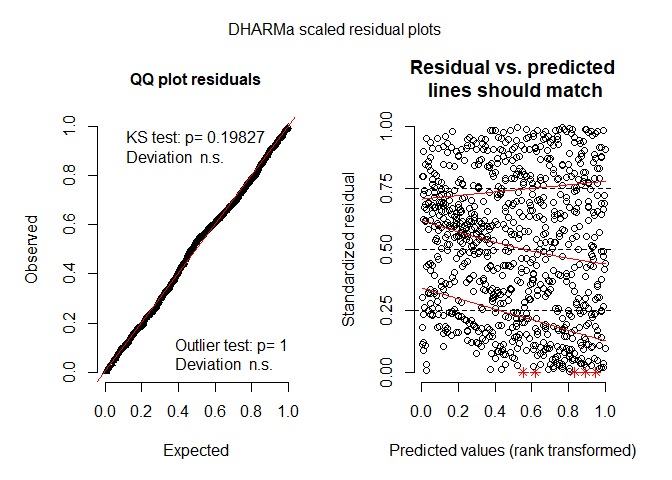 DHARMa scaled residual plots
QQ plot residuals
KS test: p= 0.19827
Deviation n.s.
Outlier test: p= 1
Deviation n.s.
Observed
0.0 0.2 0.4 0.6 0.8 1.0
0.0 0.2 0.4 0.6 0.8 1.0
Expected
Residual vs. predicted
lines should match
Standardized residual
0.00 0.25 0.50 0.75 1.00
0.0 0.2 0.4 0.6 0.8 1.0
Predicted values (rank transformed)